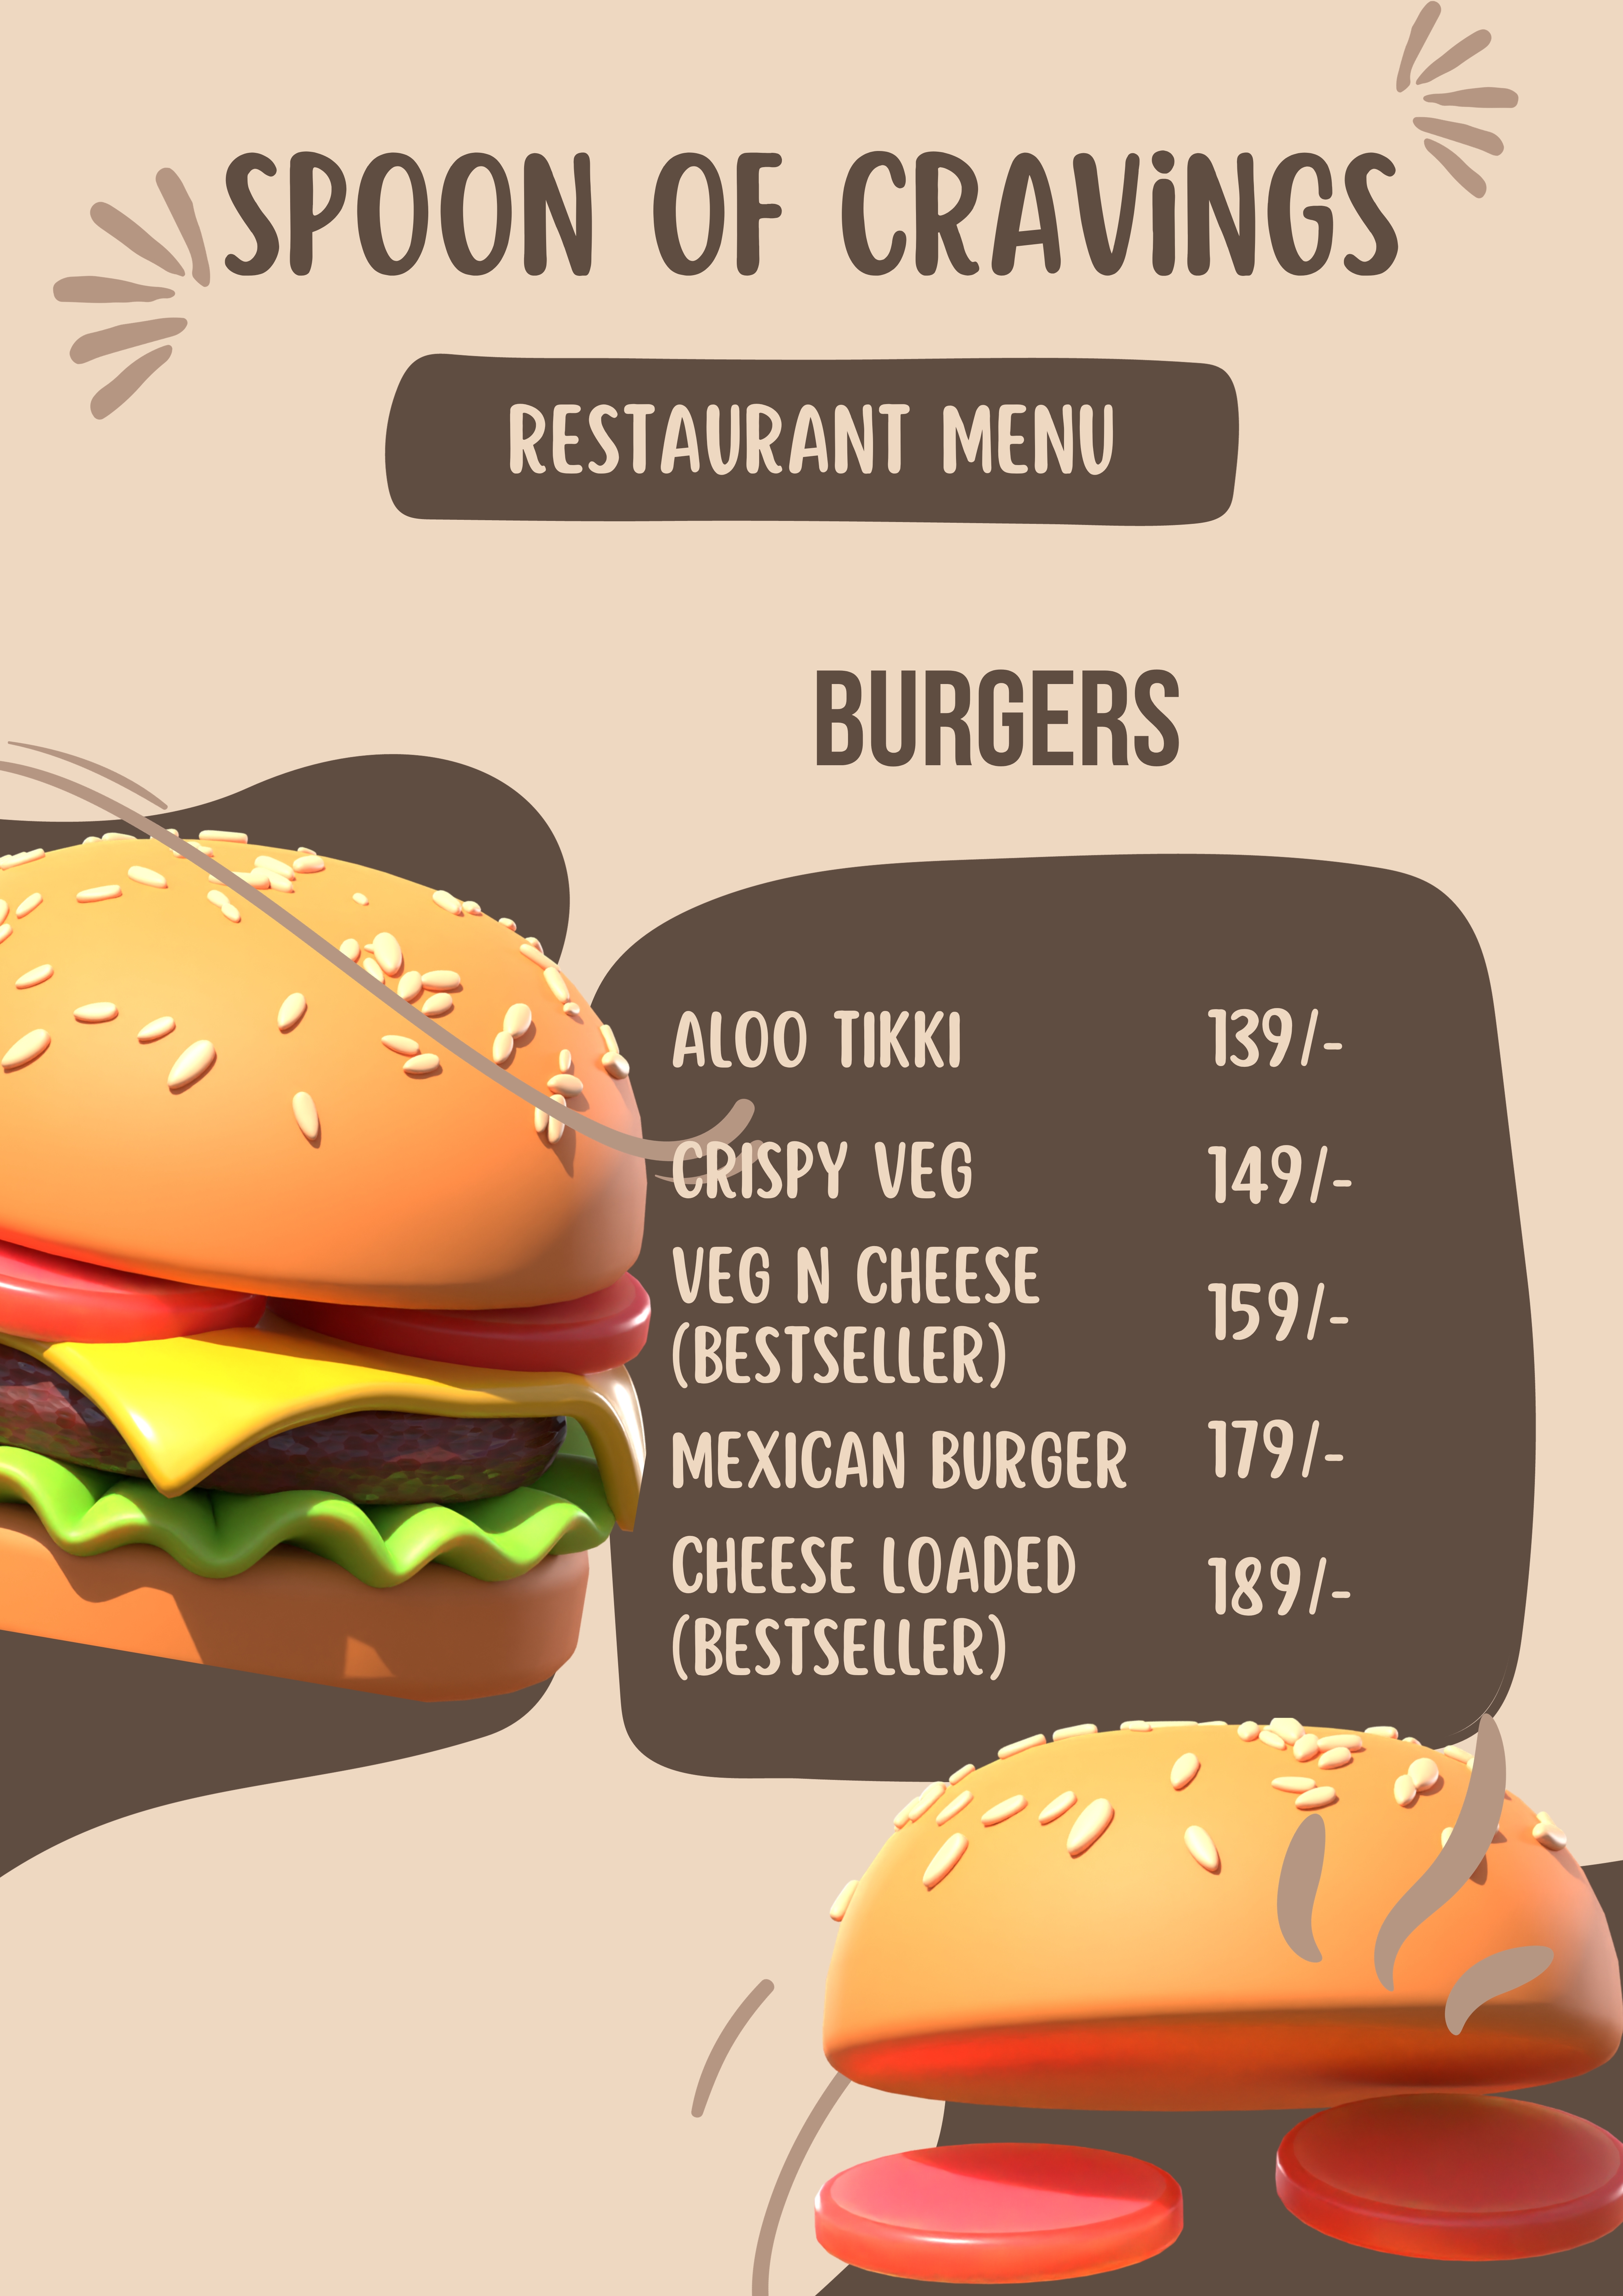 SPOON OF CRAVINGS
RESTAURANT MENU
BURGERS
ALOO TIKKI 139/-
CRISPY VEG 149/-
VEG N CHEESE 159/-
(BESTSELLER)
MEXICAN BURGER 179/-
CHEESE LOADED 189/-
(BESTSELLER)